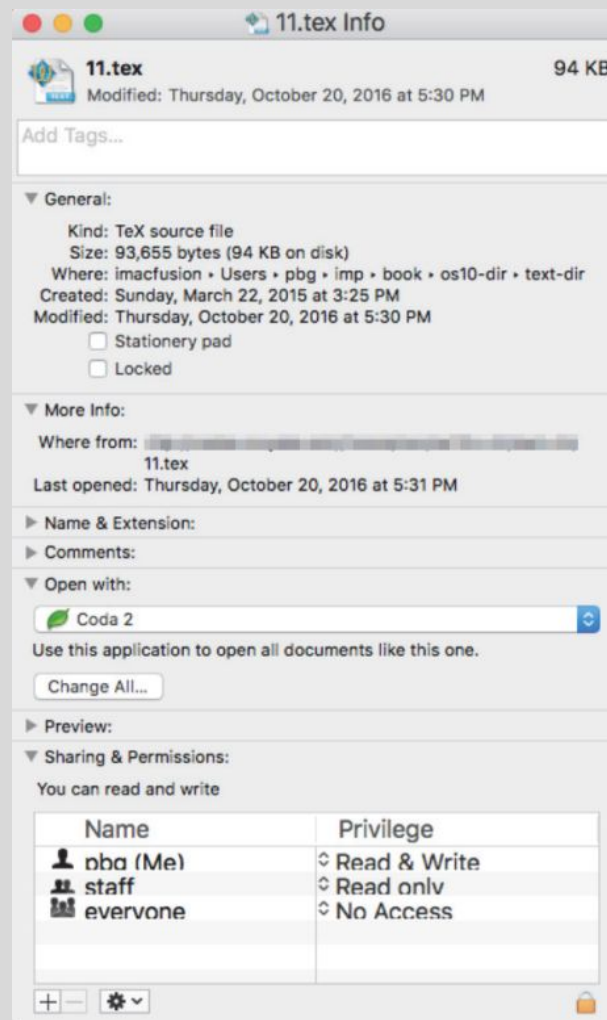 11.tex Info
11.tex 94 KB
Modified: Thursday, October 20, 2016 at 5:30 PM
Add Tags...
General:
Kind: TeX source file
Size: 93,655 bytes (94 KB on disk)
Where: imacfusion ▸ Users ▸ pbg ▸ imp ▸ book ▸ os10-dir ▸ text-dir
Created: Sunday, March 22, 2015 at 3:25 PM
Modified: Thursday, October 20, 2016 at 5:30 PM
Stationery pad
Locked
More Info:
Where from:
11.tex
Last opened: Thursday, October 20, 2016 at 5:31 PM
Name & Extension:
Comments:
Open with:
Coda 2
Use this application to open all documents like this one.
Change All...
Preview:
Sharing & Permissions:
You can read and write
Name Privilege
pbg (Me) Read & Write
staff Read only
everyone No Access